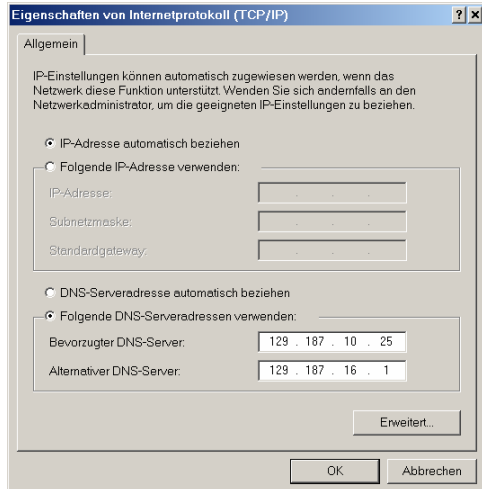 Eigenschaften von Internetprotokoll (TCP/IP)
Allgemein
IP-Einstellungen können automatisch zugewiesen werden, wenn das
Netzwerk diese Funktion unterstützt. Wenden Sie sich andernfalls an den
Netzwerkadministrator, um die geeigneten IP-Einstellungen zu beziehen.
IP-Adresse automatisch beziehen
Folgende IP-Adresse verwenden:
IP-Adresse:
Subnetzmaske:
Standardgateway:
DNS-Serveradresse automatisch beziehen
Folgende DNS-Serveradressen verwenden:
Bevorzugter DNS-Server: 129 . 187 . 10 . 25
Alternativer DNS-Server: 129 . 187 . 16 . 1
Erweitert...
OK Abbrechen